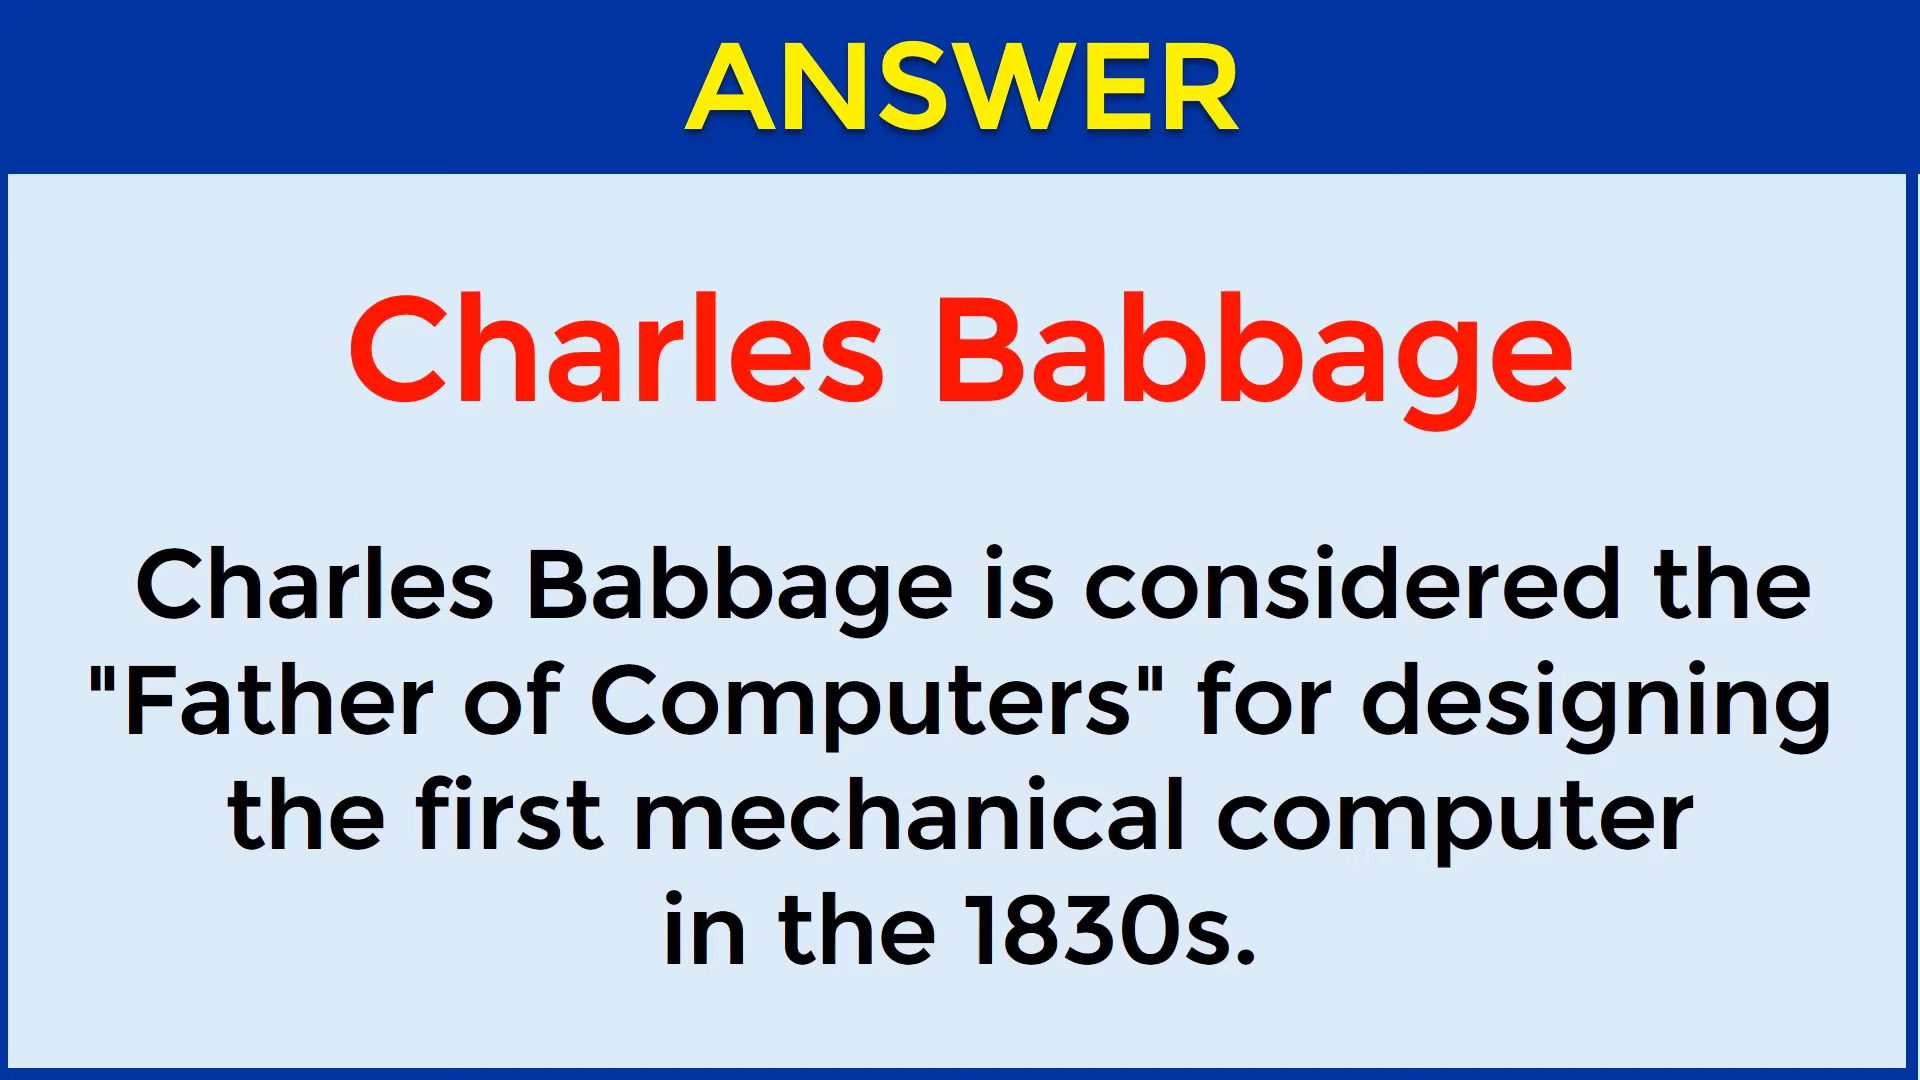 ANSWER
Charles Babbage
Charles Babbage is considered the
"Father of Computers" for designing
the first mechanical computer
in the 1830s.